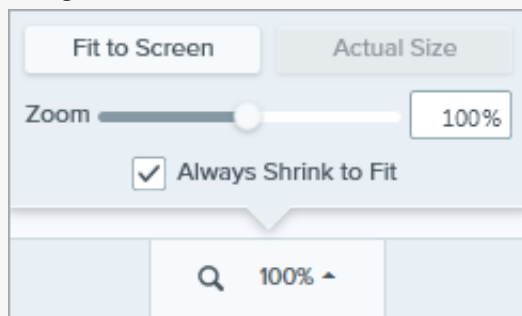 Fit to Screen
Actual Size
Zoom
100%
Always Shrink to Fit
100%